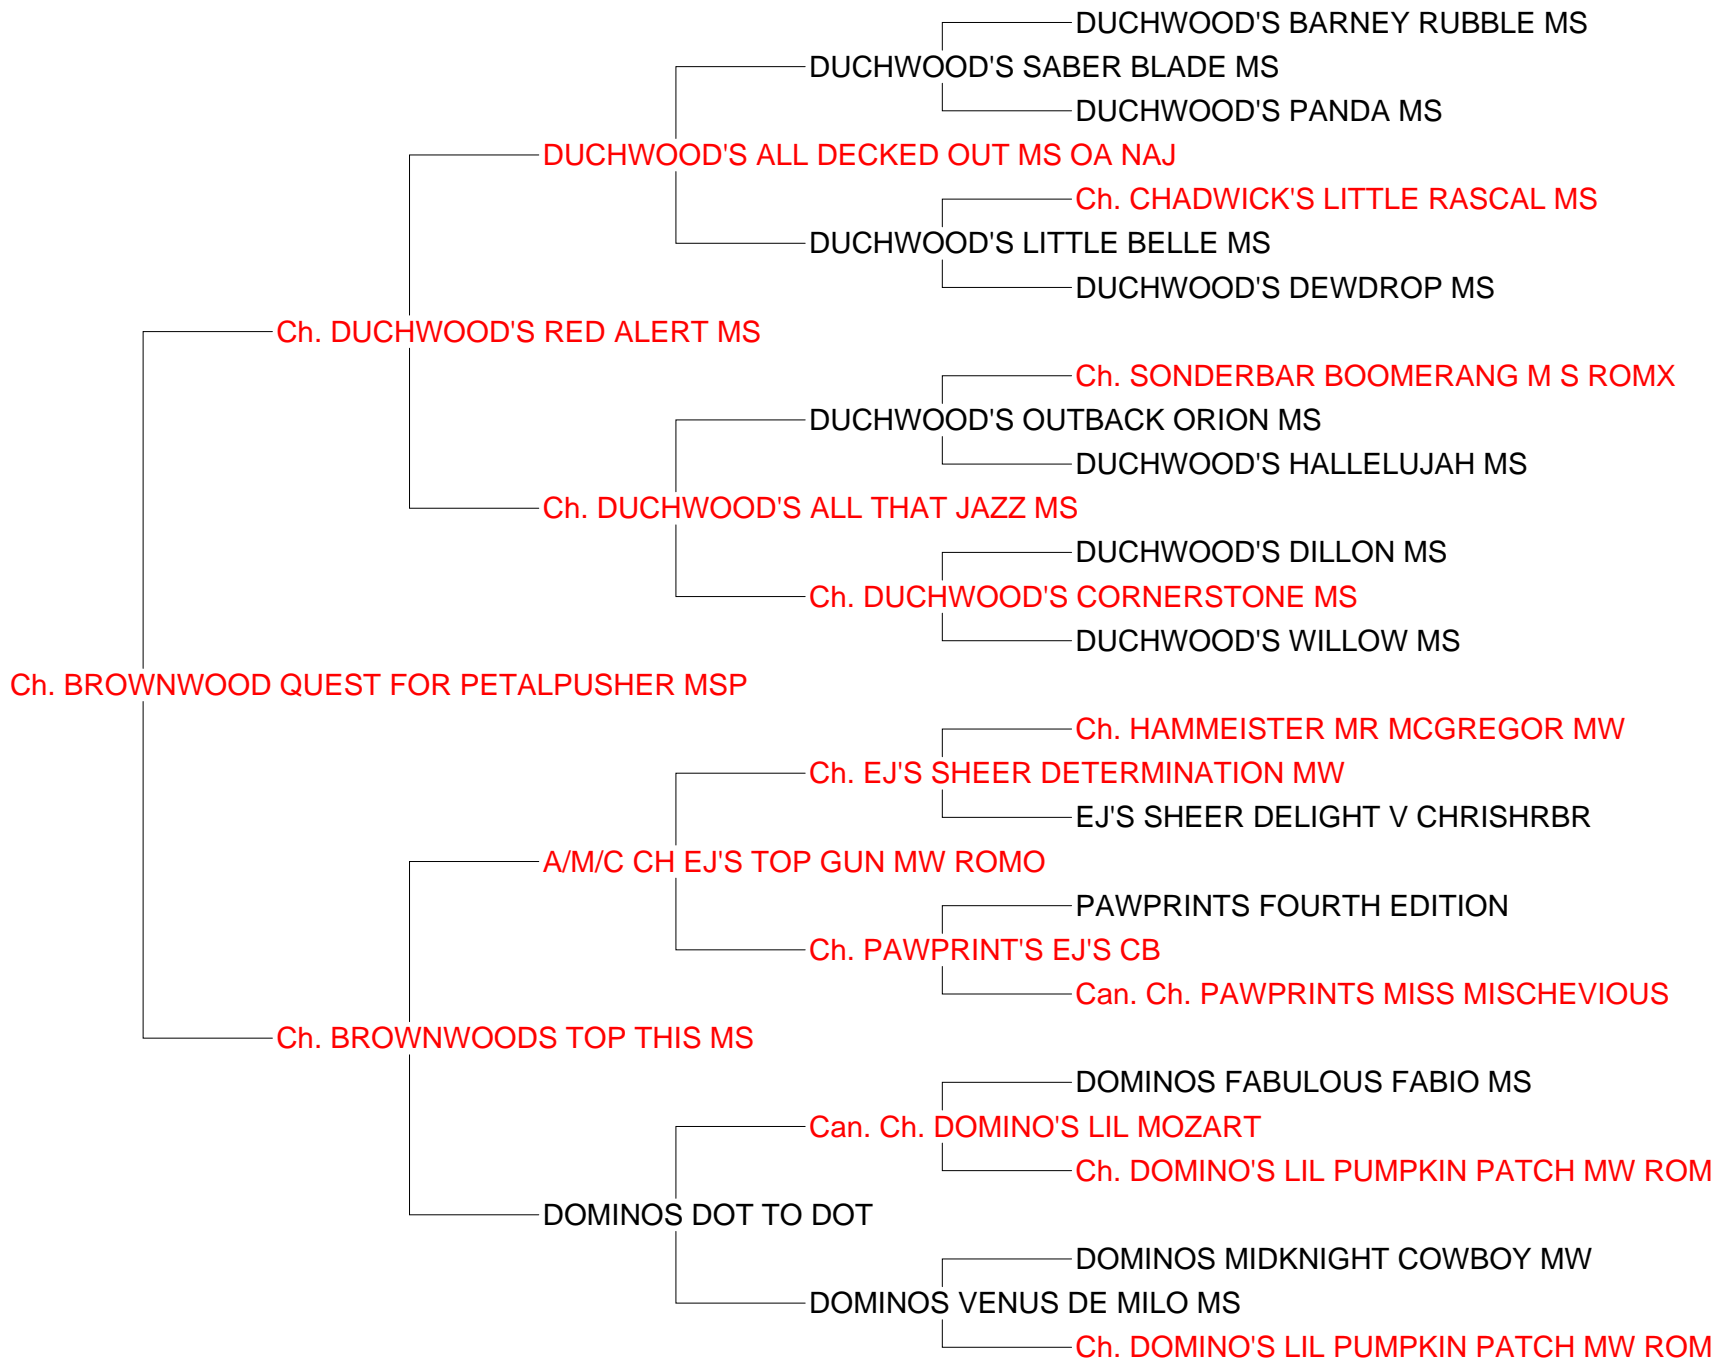 DUCHWOOD'S BARNEY RUBBLE MS
DUCHWOOD'S SABER BLADE MS
DUCHWOOD'S PANDA MS
DUCHWOOD'S ALL DECKED OUT MS OA NAJ
Ch. CHADWICK'S LITTLE RASCAL MS
DUCHWOOD'S LITTLE BELLE MS
DUCHWOOD'S DEWDROP MS
Ch. DUCHWOOD'S RED ALERT MS
Ch. SONDERBAR BOOMERANG M S ROMX
DUCHWOOD'S OUTBACK ORION MS
DUCHWOOD'S HALLELUJAH MS
Ch. DUCHWOOD'S ALL THAT JAZZ MS
DUCHWOOD'S DILLON MS
Ch. DUCHWOOD'S CORNERSTONE MS
DUCHWOOD'S WILLOW MS
Ch. BROWNWOOD QUEST FOR PETALPUSHER MSP
Ch. HAMMEISTER MR MCGREGOR MW
Ch. EJ'S SHEER DETERMINATION MW
EJ'S SHEER DELIGHT V CHRISHRBR
A/M/C CH EJ'S TOP GUN MW ROMO
PAWPRINTS FOURTH EDITION
Ch. PAWPRINT'S EJ'S CB
Can. Ch. PAWPRINTS MISS MISCHEVIOUS
Ch. BROWNWOODS TOP THIS MS
DOMINOS FABULOUS FABIO MS
Can. Ch. DOMINO'S LIL MOZART
Ch. DOMINO'S LIL PUMPKIN PATCH MW ROM
DOMINOS DOT TO DOT
DOMINOS MIDKNIGHT COWBOY MW
DOMINOS VENUS DE MILO MS
Ch. DOMINO'S LIL PUMPKIN PATCH MW ROM